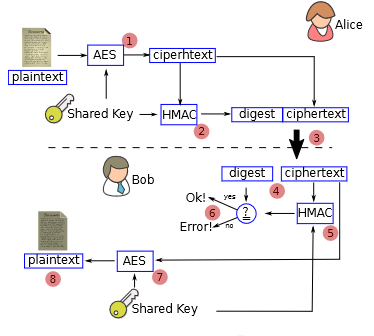 Alice
1
AES
ciperhtext
plaintext
Shared Key
HMAC
digest
ciphertext
2
3
Bob
digest
ciphertext
4
Ok!
yes
6
?
=
HMAC
Error!
no
5
plaintext
AES
8
7
Shared Key